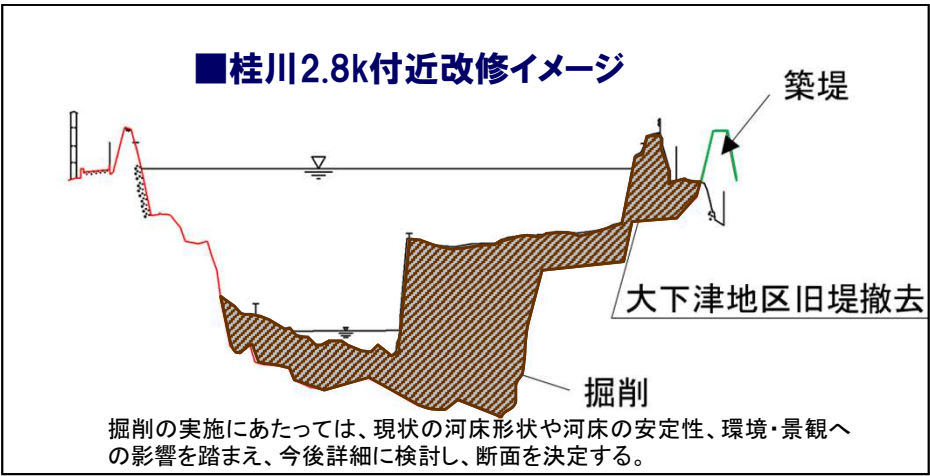 ■桂川2.8k付近改修イメージ
築堤
大下津地区旧堤撤去
掘削
掘削の実施にあたっては、現状の河床形状や河床の安定性、環境・景観へ
の影響を踏まえ、今後詳細に検討し、断面を決定する。